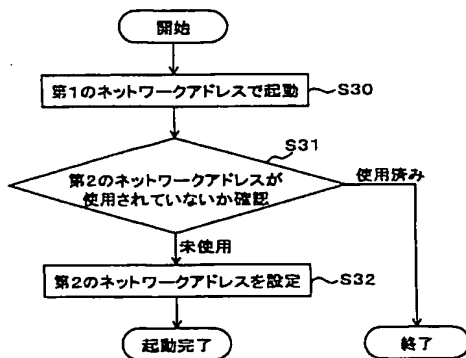 開始
第1のネットワークアドレスで起動
S30
S31
第2のネットワークアドレスが
使用されていないか確認
使用済み
未使用
第2のネットワークアドレスを設定
S32
起動完了
終了